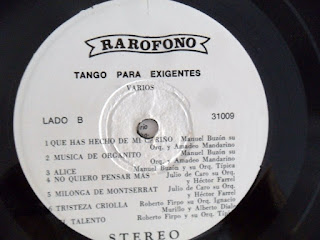 RAROFONO
TANGO PARA EXIGENTES
VARIOS
LADO B
31009
1 QUE HAS HECHO DE MI CARIÑO Manuel Buzón su
Orq. y Amadeo Mandarino
2 MUSICA DE ORGANITO Manuel Buzón su
Orq. y Amadeo Mandarino
3 ALICE Manuel Buzón y su Orq. Típica
4 NO QUIERO PENSAR MAS Julio de Caro su Orq.
y Héctor Farrel
5 MILONGA DE MONTSERRAT Julio de Caro su Orq.
y Héctor Farrel
6 TRISTEZA CRIOLLA Roberto Firpo su Orq. Ignacio
Murillo y Alberto Diale
EL TALENTO Roberto Firpo y su Orq. Típ
STEREO